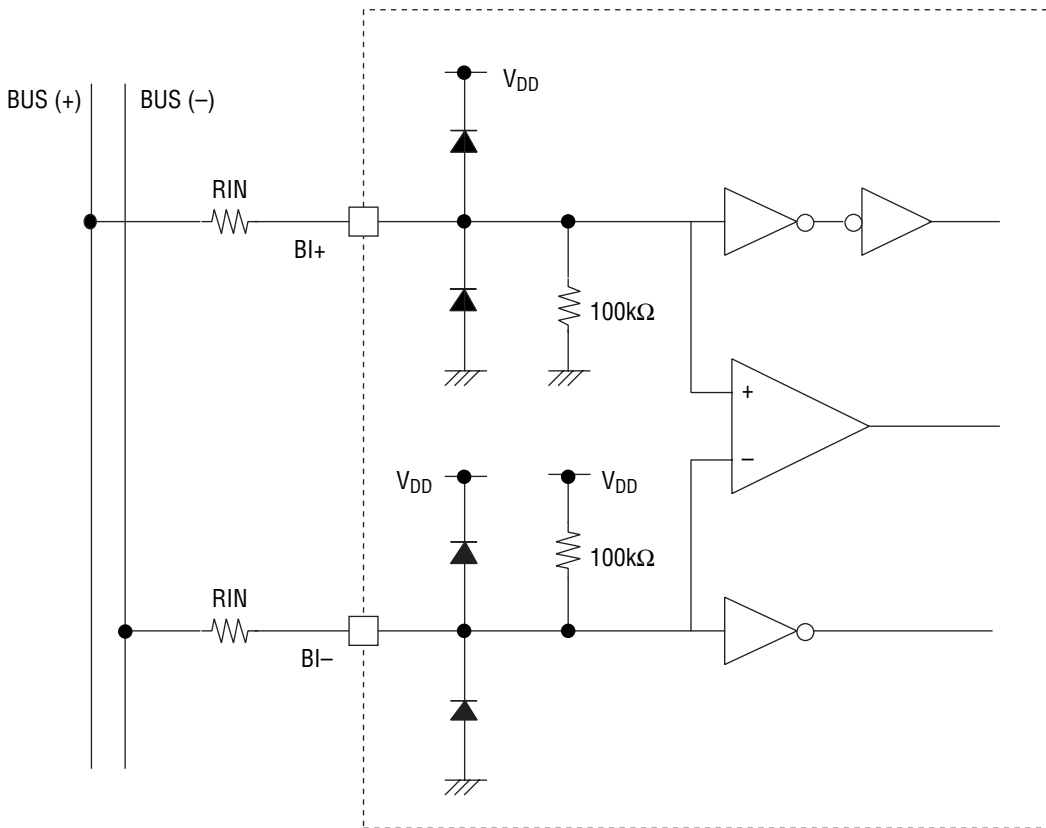 V_DD
BUS (+)
BUS (–)
RIN
BI+
100kΩ
+
–
V_DD
V_DD
100kΩ
RIN
BI–